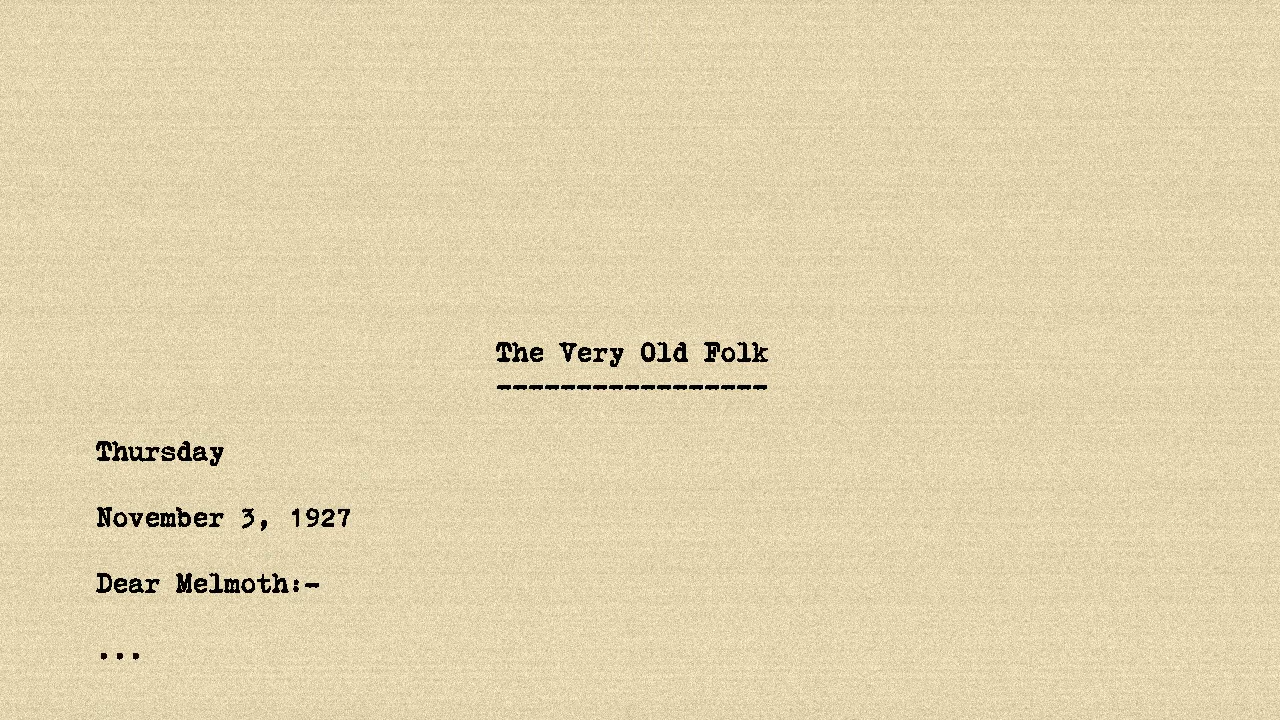 The Very Old Folk
-----------------
Thursday
November 3, 1927
Dear Melmoth:-
...